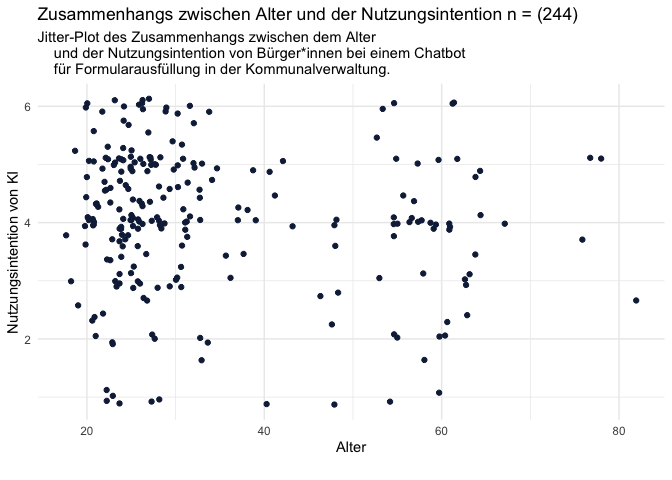 Zusammenhangs zwischen Alter und der Nutzungsintention n = (244)
Jitter-Plot des Zusammenhangs zwischen dem Alter
und der Nutzungsintention von Bürger*innen bei einem Chatbot
für Formularausfüllung in der Kommunalverwaltung.
Nutzungsintention von KI
6
4
2
20 40 60 80
Alter